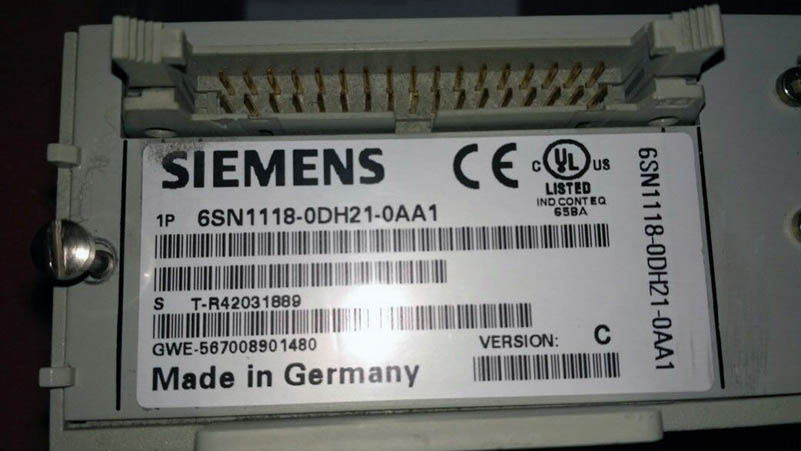 SIEMENS
CE
C UL US
LISTED
IND CONT EQ
65BA
1P 6SN1118-0DH21-0AA1
S T-R42031889
GWE-567008901480
VERSION: C
Made in Germany
6SN1118-0DH21-0AA1